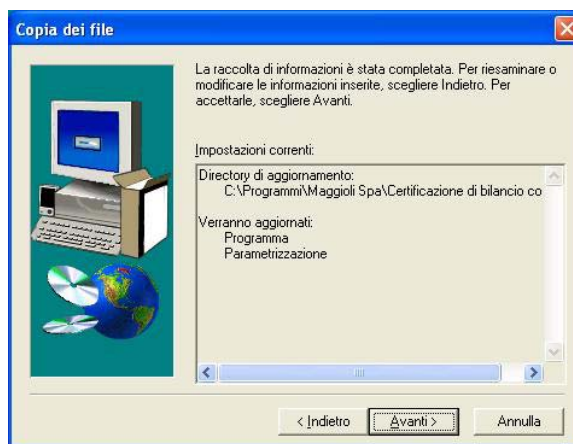 Copia dei file
La raccolta di informazioni è stata completata. Per riesaminare o
modificare le informazioni inserite, scegliere Indietro. Per
accettarle, scegliere Avanti.
Impostazioni correnti:
Directory di aggiornamento:
C:\Programmi\Maggioli Spa\Certificazione di bilancio co
Verranno aggiornati:
Programma
Parametrizzazione
< Indietro
Avanti >
Annulla